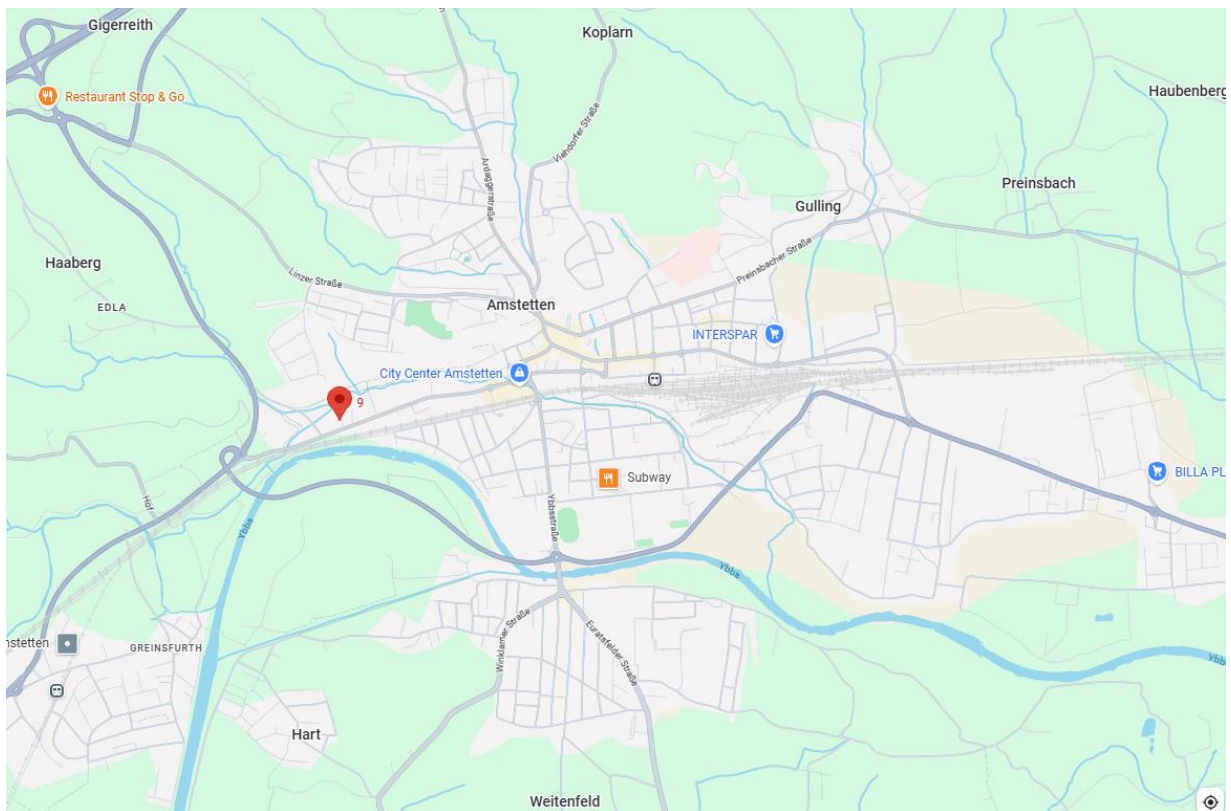 Gigerreith
Koplarn
Restaurant Stop & Go
Haubenberg
Viehdorfer Straße
Ardaggerstraße
Preinsbach
Gulling
Preinsbacher Straße
Haaberg
Linzer Straße
EDLA
Amstetten
INTERSPAR
City Center Amstetten
9
Subway
BILLA PL
Höf
Ybbs
Ybbsstraße
Ybbs
Winklarner Straße
Euratsfelder Straße
nstetten
GREINSFURTH
Ybbs
Hart
Weitenfeld